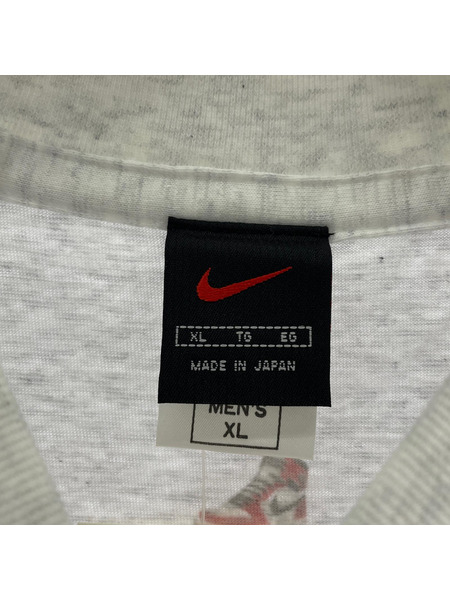 XL TG EG
MADE IN JAPAN
MEN'S
XL